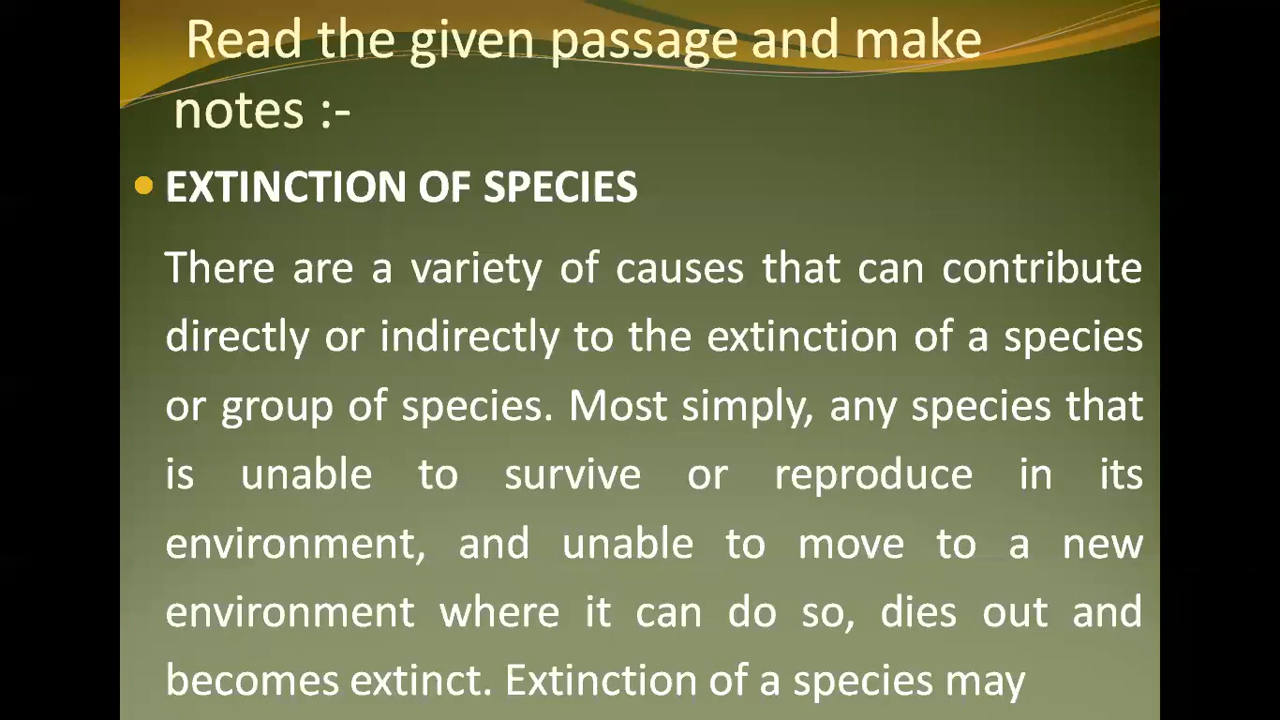 Read the given passage and make
notes :-
• EXTINCTION OF SPECIES
There are a variety of causes that can contribute
directly or indirectly to the extinction of a species
or group of species. Most simply, any species that
is unable to survive or reproduce in its
environment, and unable to move to a new
environment where it can do so, dies out and
becomes extinct. Extinction of a species may